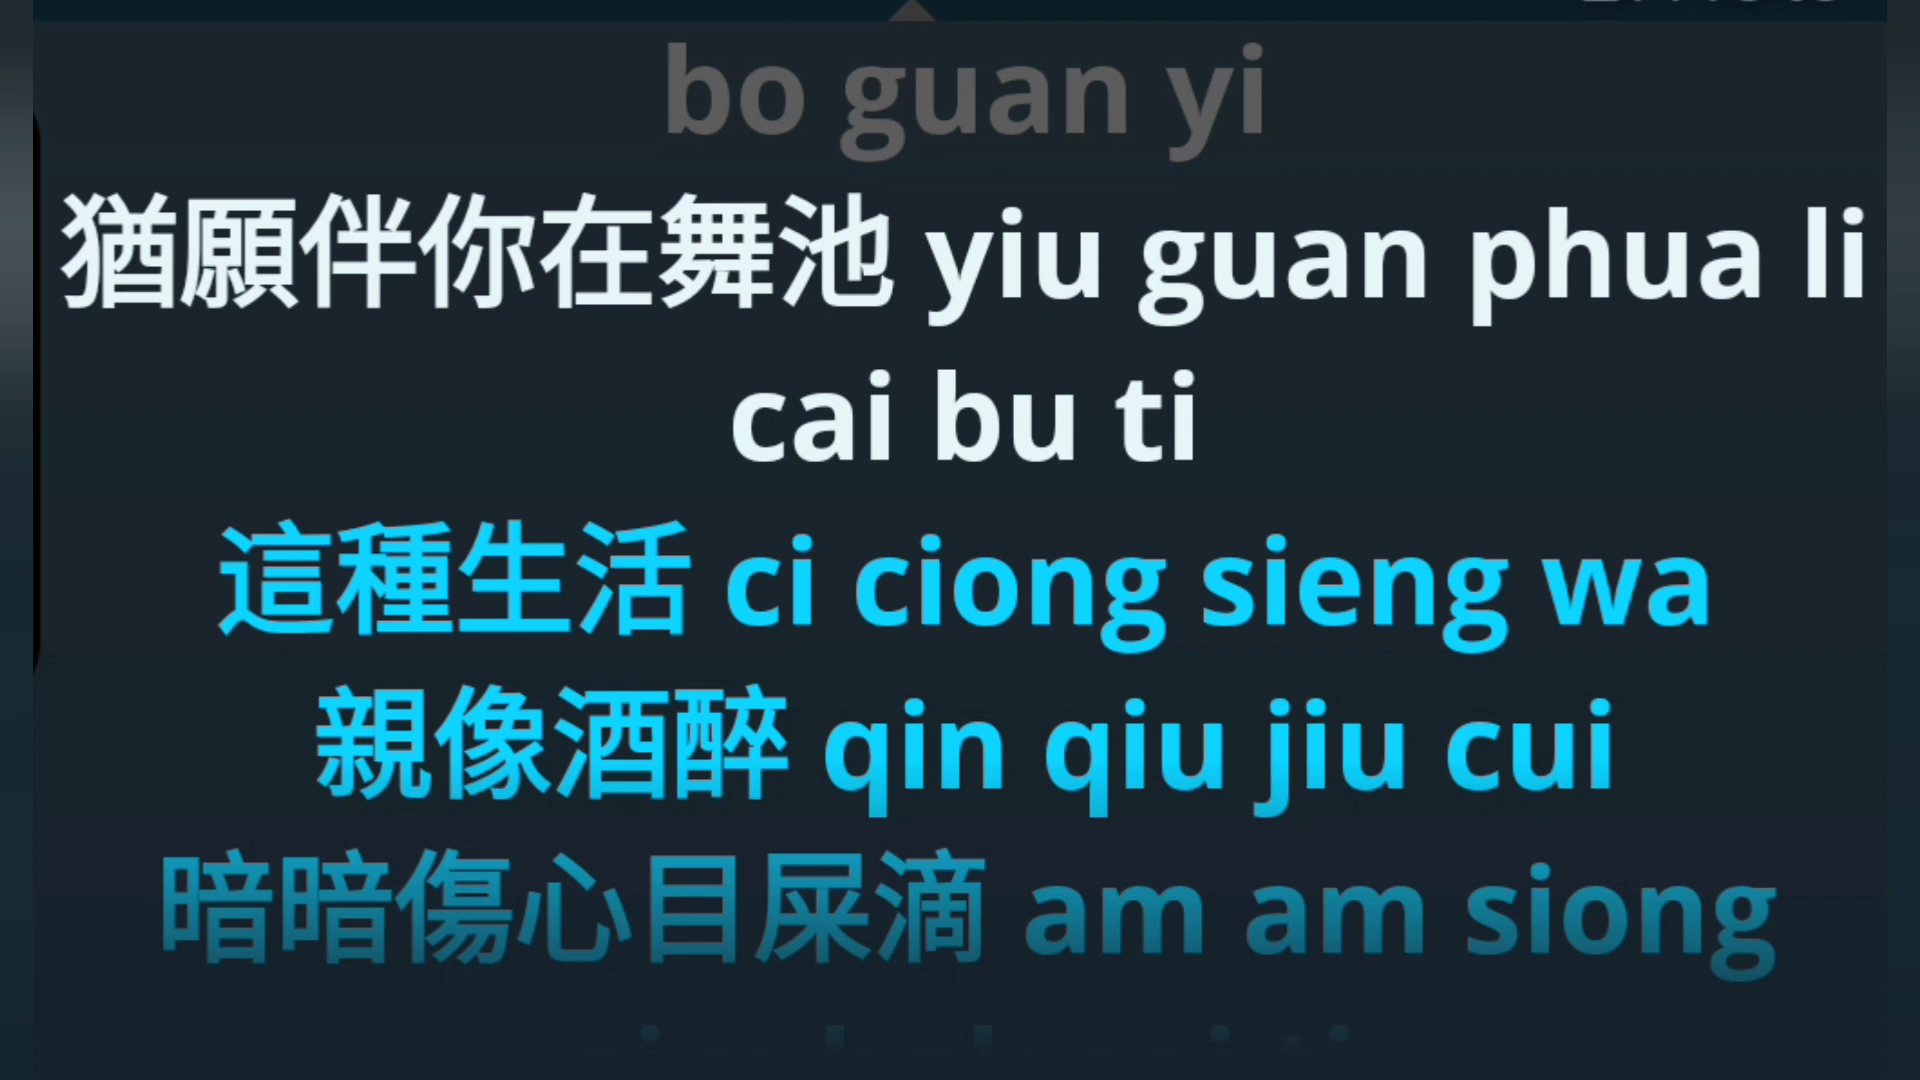 bo guan yi
猶願伴你在舞池 yiu guan phua li
cai bu ti
這種生活 ci ciong sieng wa
親像酒醉 qin qiu jiu cui
暗暗傷心目屎滴 am am siong